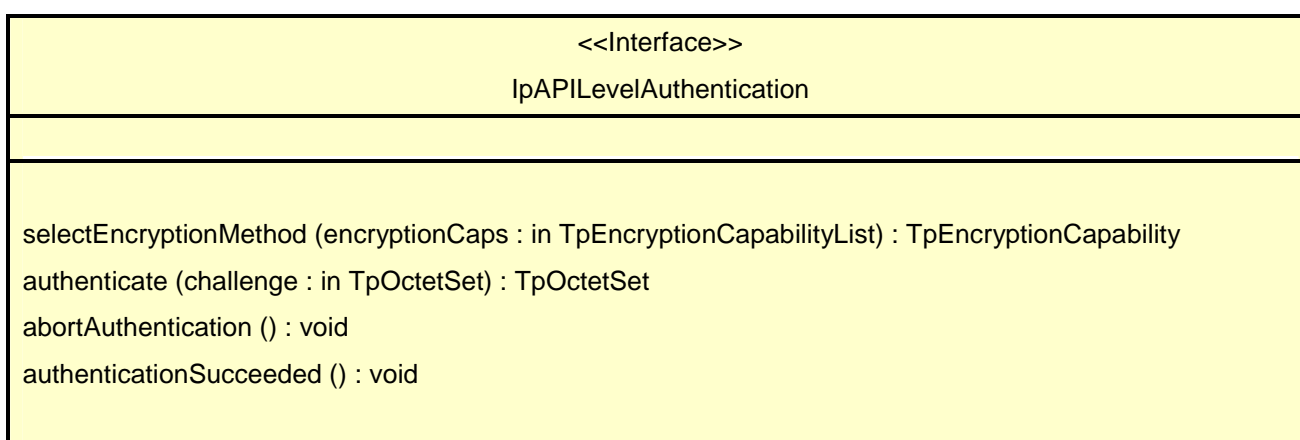 <<Interface>>
IpAPILevelAuthentication
selectEncryptionMethod (encryptionCaps : in TpEncryptionCapabilityList) : TpEncryptionCapability
authenticate (challenge : in TpOctetSet) : TpOctetSet
abortAuthentication () : void
authenticationSucceeded () : void